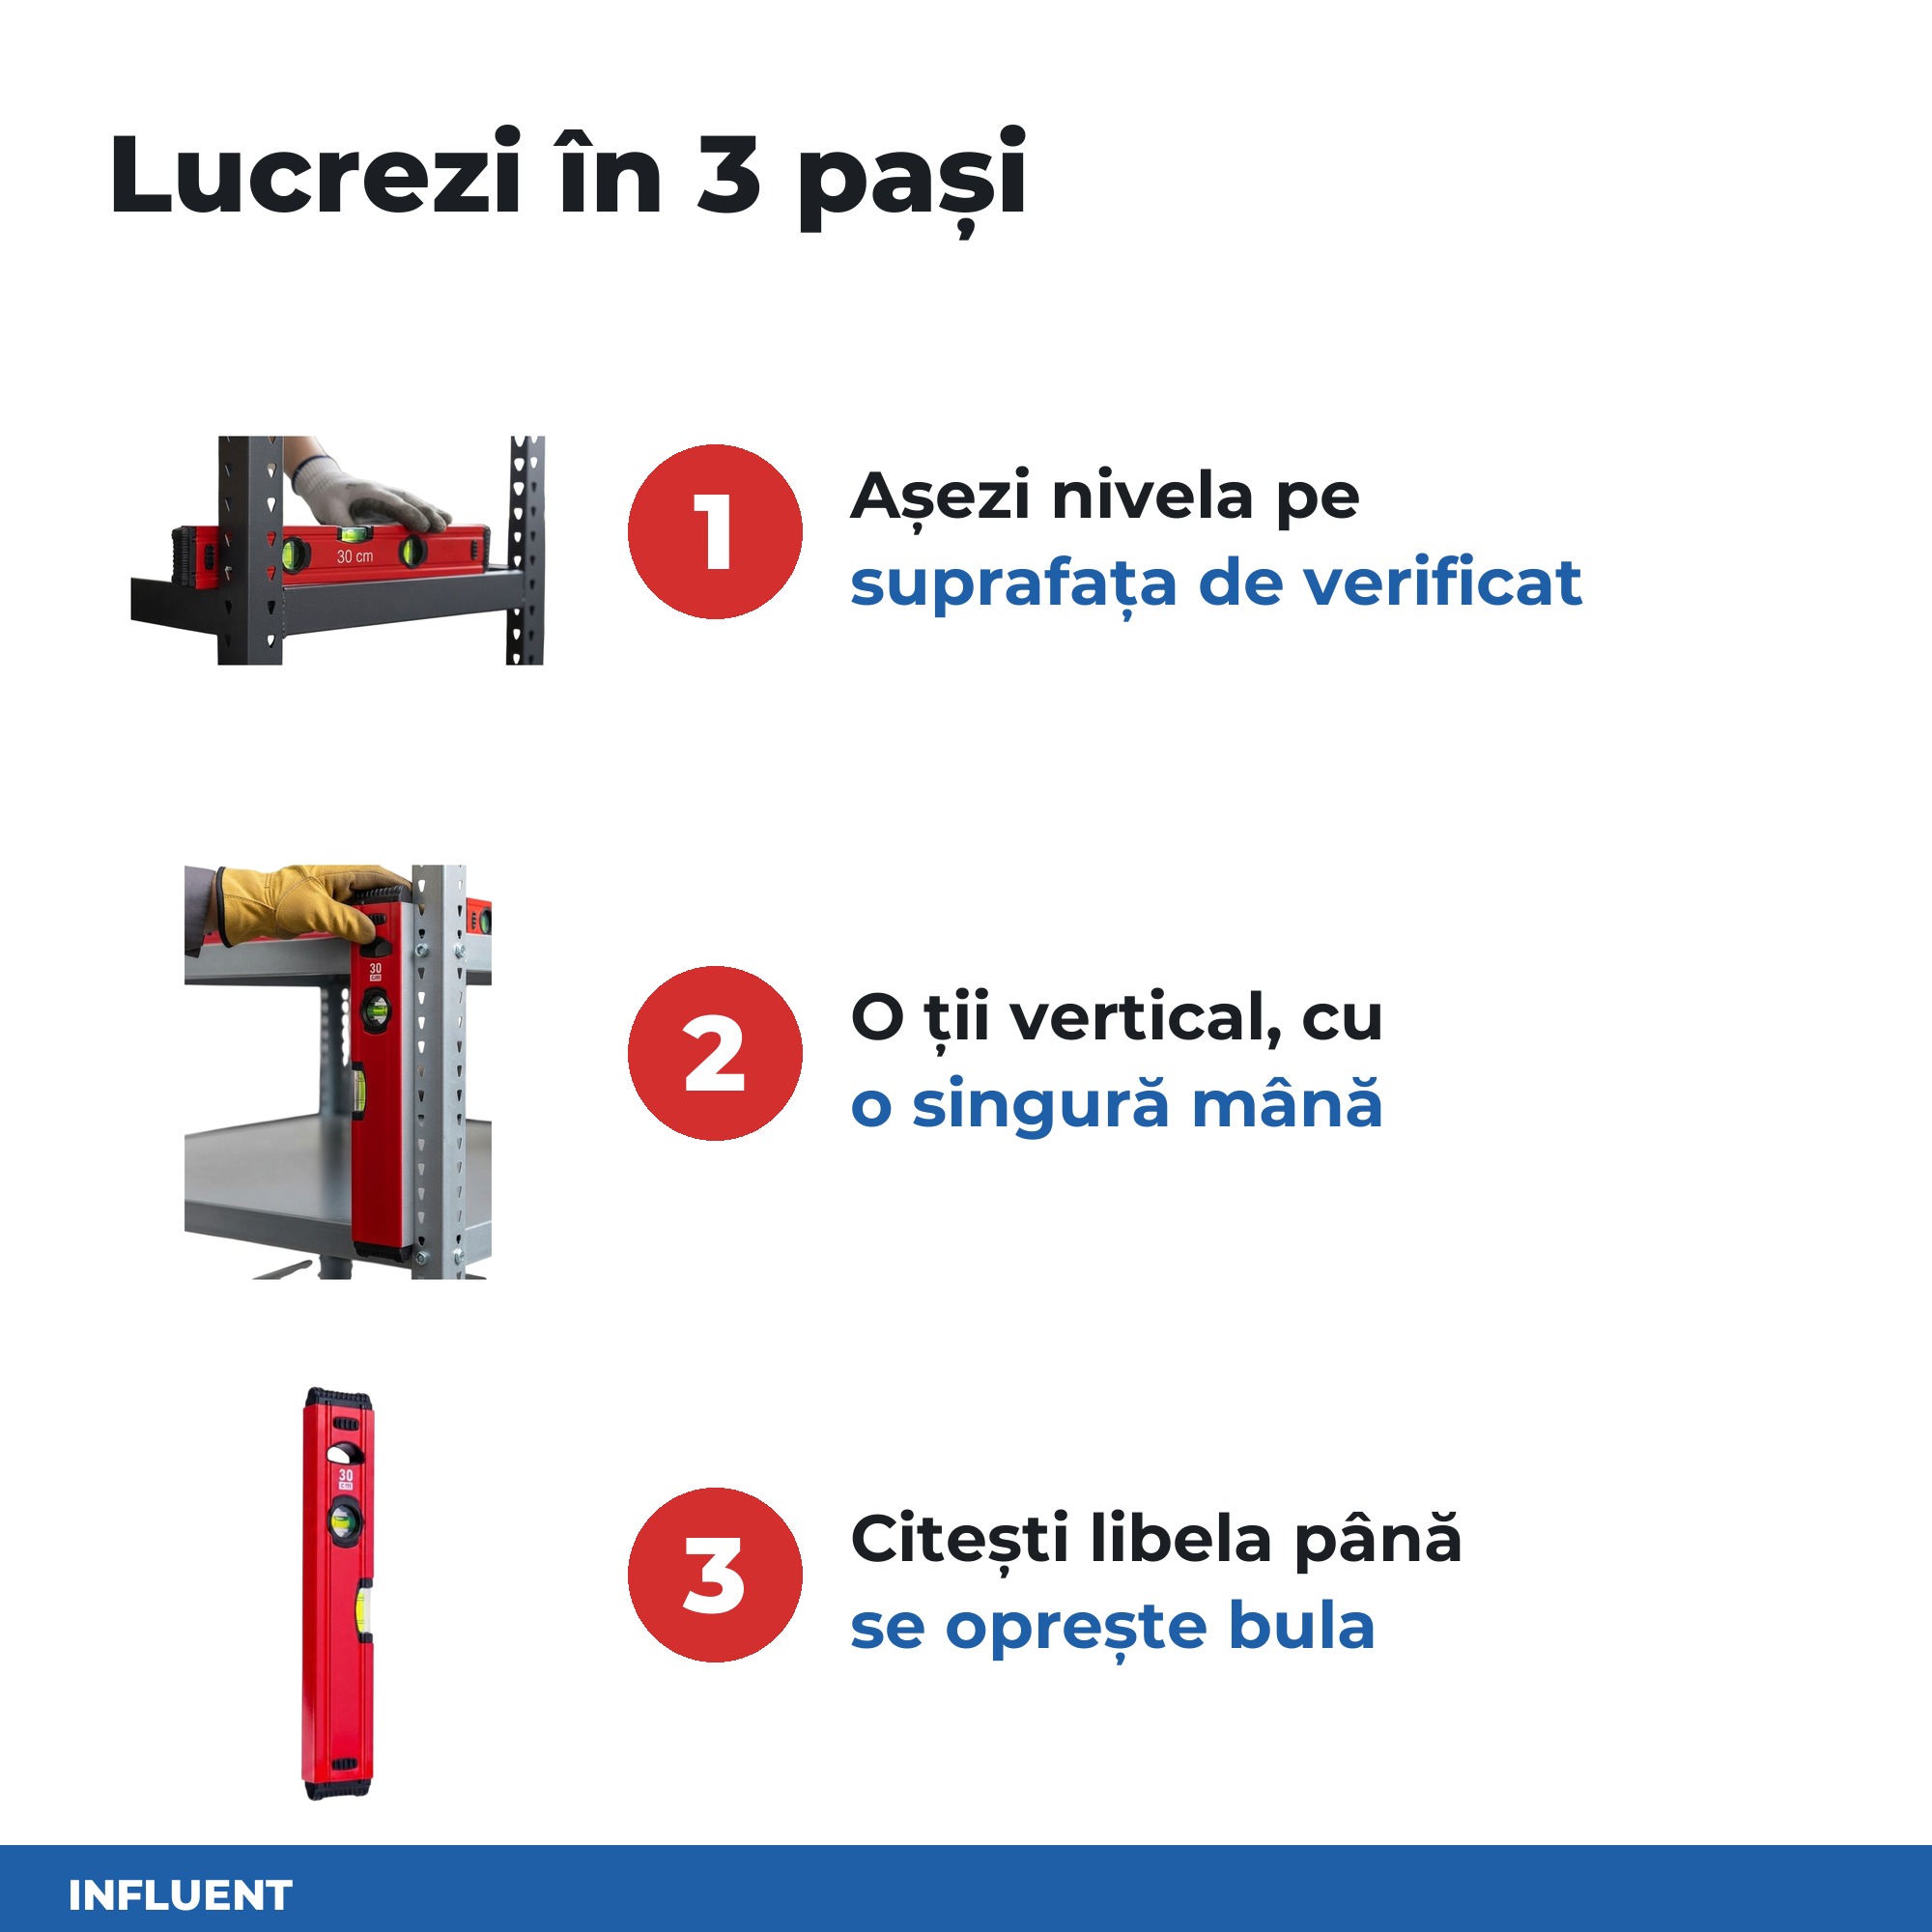 Lucrezi în 3 pași
30 cm
1
Așezi nivela pe
suprafața de verificat
30
cm
2
O ții vertical, cu
o singură mână
30
cm
3
Citești libela până
se oprește bula
INFLUENT